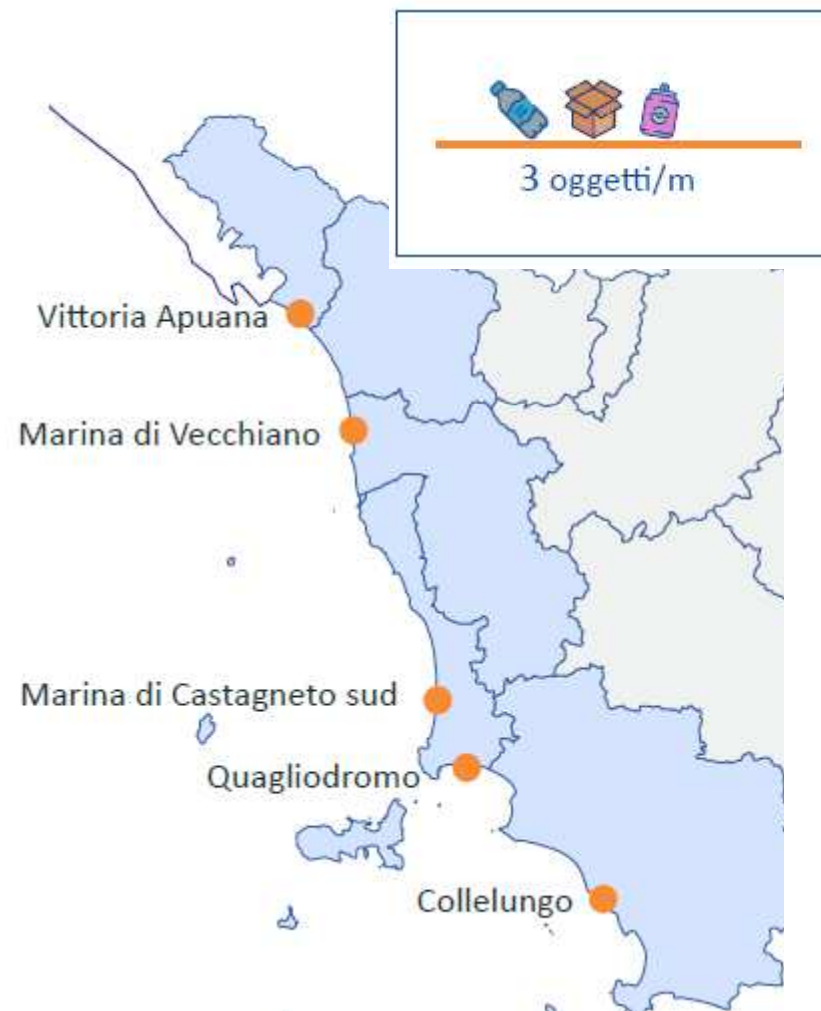 3 oggetti/m
Vittoria Apuana
Marina di Vecchiano
Marina di Castagneto sud
Quagliodromo
Collelungo